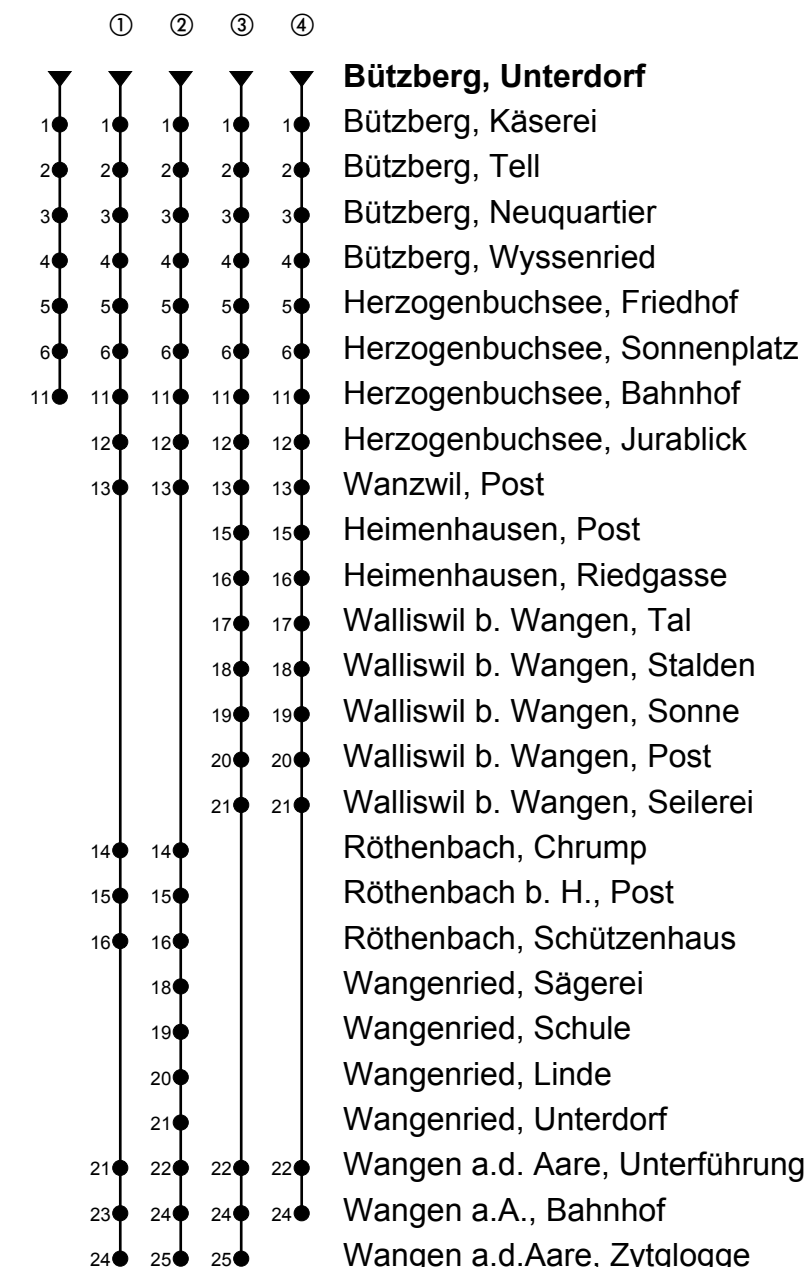 ① ② ③ ④
Bützberg, Unterdorf
1 1 1 1 1 Bützberg, Käserei
2 2 2 2 2 Bützberg, Tell
3 3 3 3 3 Bützberg, Neuquartier
4 4 4 4 4 Bützberg, Wyssenried
5 5 5 5 5 Herzogenbuchsee, Friedhof
6 6 6 6 6 Herzogenbuchsee, Sonnenplatz
11 11 11 11 11 Herzogenbuchsee, Bahnhof
12 12 12 12 Herzogenbuchsee, Jurablick
13 13 13 13 Wanzwil, Post
15 15 Heimenhausen, Post
16 16 Heimenhausen, Riedgasse
17 17 Walliswil b. Wangen, Tal
18 18 Walliswil b. Wangen, Stalden
19 19 Walliswil b. Wangen, Sonne
20 20 Walliswil b. Wangen, Post
21 21 Walliswil b. Wangen, Seilerei
14 14 Röthenbach, Chrump
15 15 Röthenbach b. H., Post
16 16 Röthenbach, Schützenhaus
18 Wangenried, Sägerei
19 Wangenried, Schule
20 Wangenried, Linde
21 Wangenried, Unterdorf
21 22 22 22 Wangen a.d. Aare, Unterführung
23 24 24 24 Wangen a.A., Bahnhof
24 25 25 Wangen a.d.Aare, Zytglogge